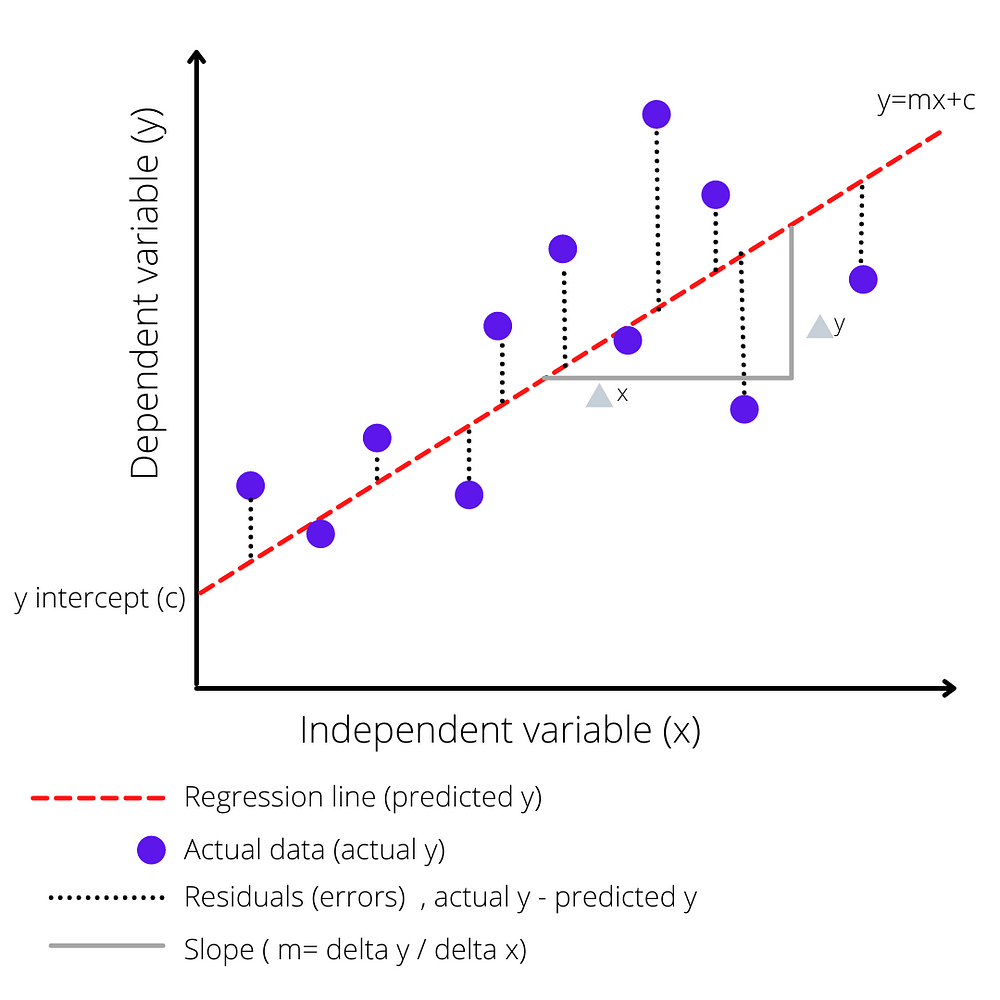 y=mx+c
Dependent variable (y)
y
x
y intercept (c)
Independent variable (x)
Regression line (predicted y)
Actual data (actual y)
Residuals (errors)  , actual y - predicted y
Slope ( m= delta y / delta x)